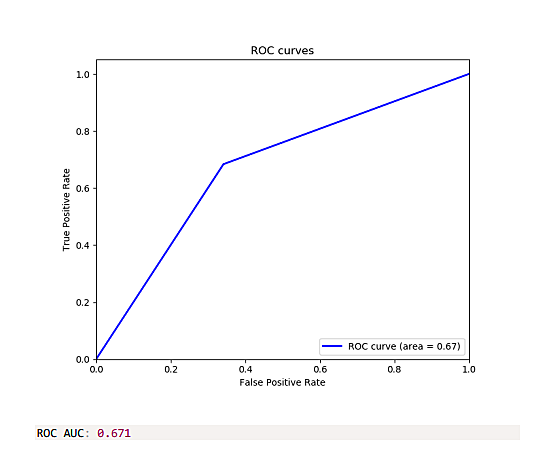 ROC curves
1.0
0.8
0.6
0.4
0.2
0.0
True Positive Rate
ROC curve (area = 0.67)
0.0 0.2 0.4 0.6 0.8 1.0
False Positive Rate
ROC AUC: 0.671